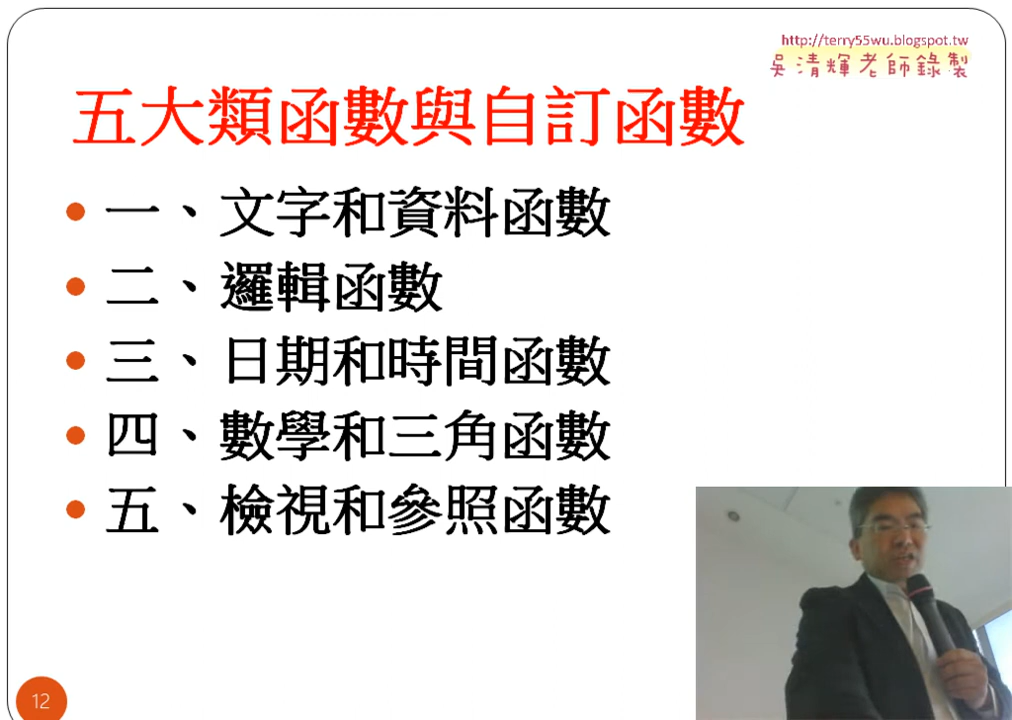 http://terry55wu.blogspot.tw
吳清輝老師錄製
五大類函數與自訂函數
一、文字和資料函數
二、邏輯函數
三、日期和時間函數
四、數學和三角函數
五、檢視和參照函數
12